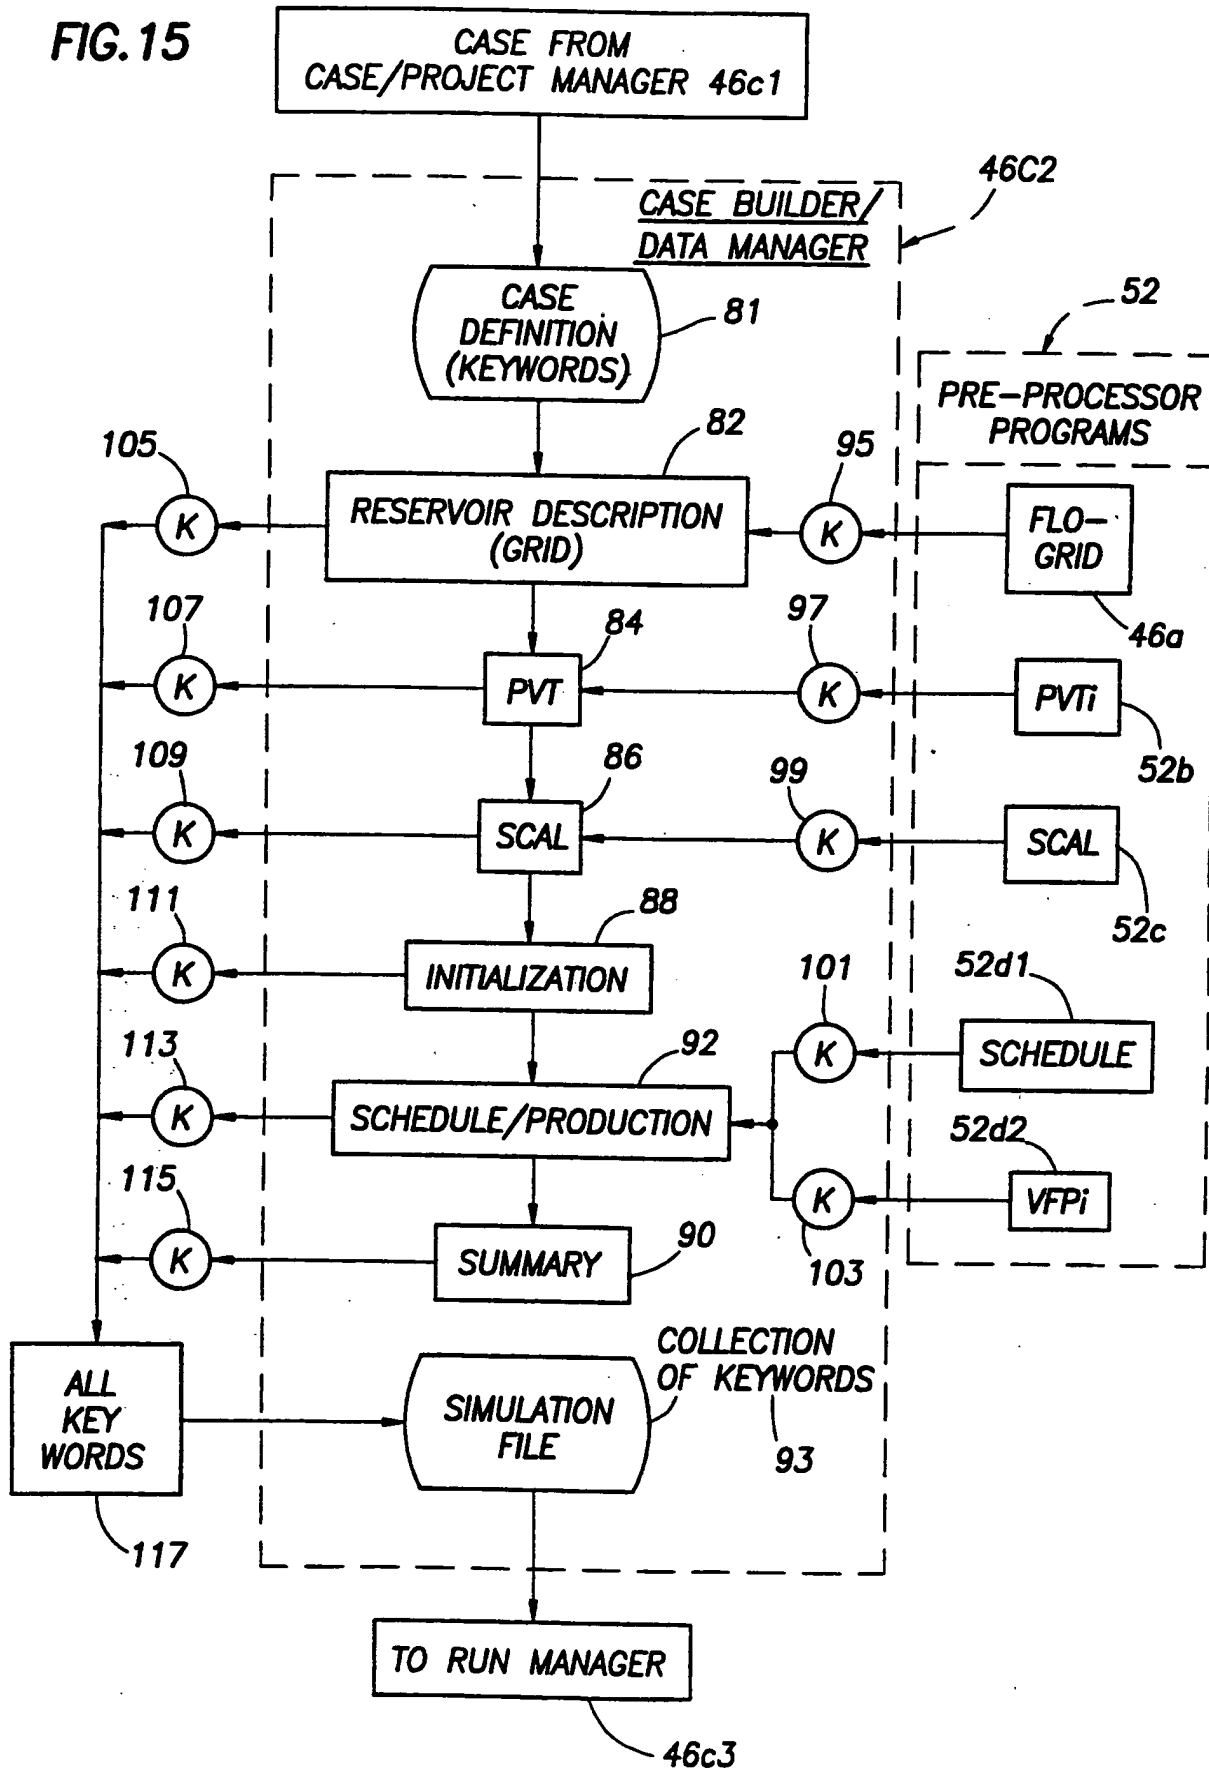 FIG.15
CASE FROM
CASE/PROJECT MANAGER 46c1
46C2
CASE BUILDER/
DATA MANAGER
CASE
DEFINITION
(KEYWORDS)
81
52
PRE-PROCESSOR
PROGRAMS
82
105
95
K
RESERVOIR DESCRIPTION
(GRID)
K
FLO-
GRID
46a
107
84
97
K
PVT
K
PVTi
52b
109
86
99
K
SCAL
K
SCAL
52c
111
88
K
INITIALIZATION
101
52d1
K
SCHEDULE
113
92
K
SCHEDULE/PRODUCTION
52d2
K
VFPi
103
115
90
K
SUMMARY
ALL
KEY
WORDS
117
SIMULATION
FILE
COLLECTION
OF KEYWORDS
93
TO RUN MANAGER
46c3